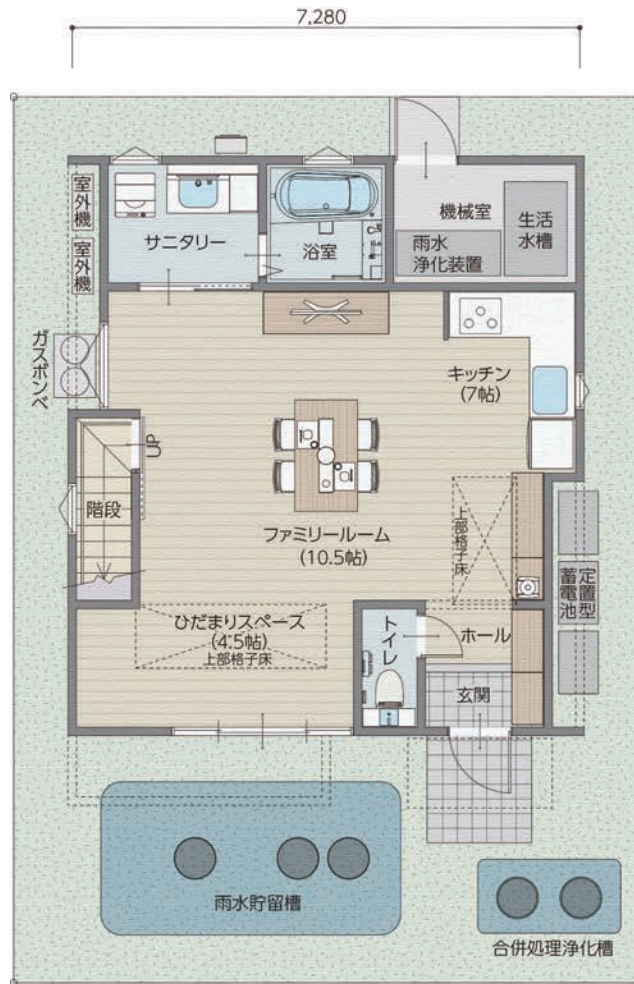 7,280
室外機
室外機
サニタリー
浴室
機械室
雨水
浄化装置
生活
水槽
ガスボンベ
キッチン
(7帖)
UP
階段
ファミリールーム
(10.5帖)
上部格子床
定置型
蓄電池
ひだまりスペース
(4.5帖)
上部格子床
トイレ
ホール
玄関
雨水貯留槽
合併処理浄化槽